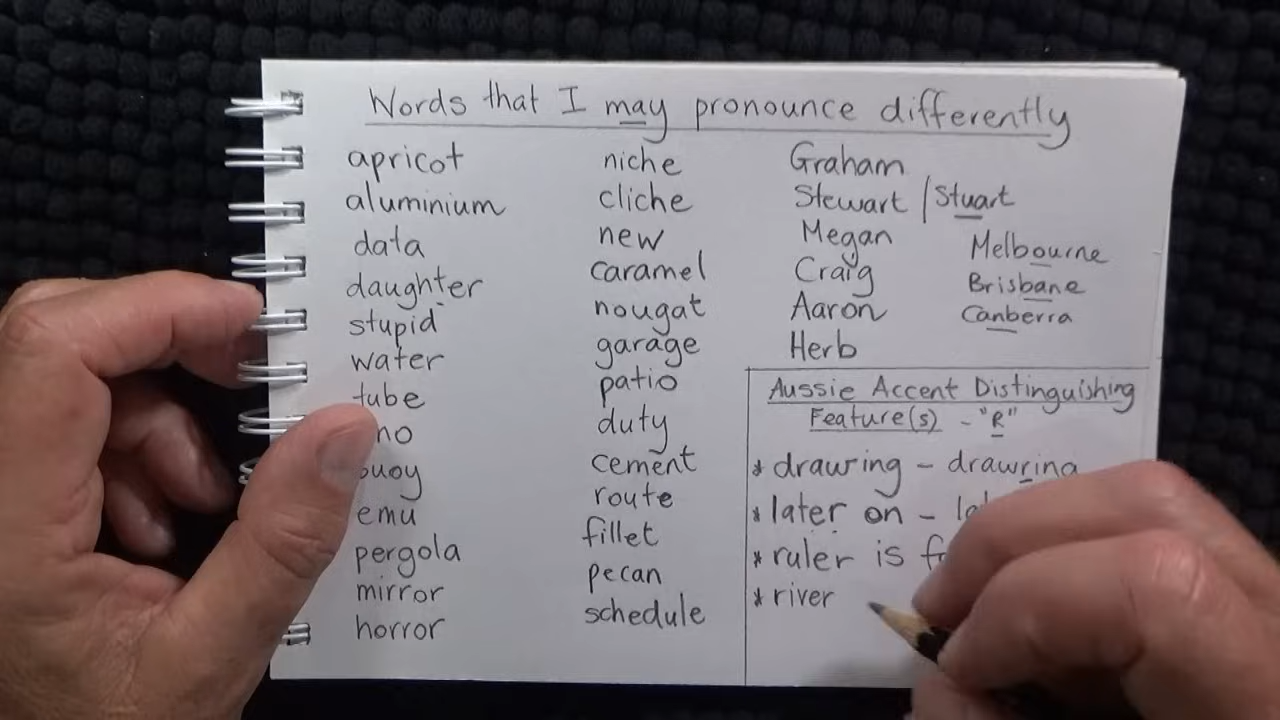 Words that I may pronounce differently
apricot
aluminium
data
daughter
stupid
water
tube
emu
pergola
mirror
horror
niche
cliche
new
caramel
nougat
garage
patio
duty
cement
route
fillet
pecan
schedule
Graham
Stewart / Stuart
Megan
Craig
Aaron
Herb
Melbourne
Brisbane
Canberra
Aussie Accent Distinguishing
Feature(s) - "R"
* drawing - drawring
* later on -
* ruler is
* river